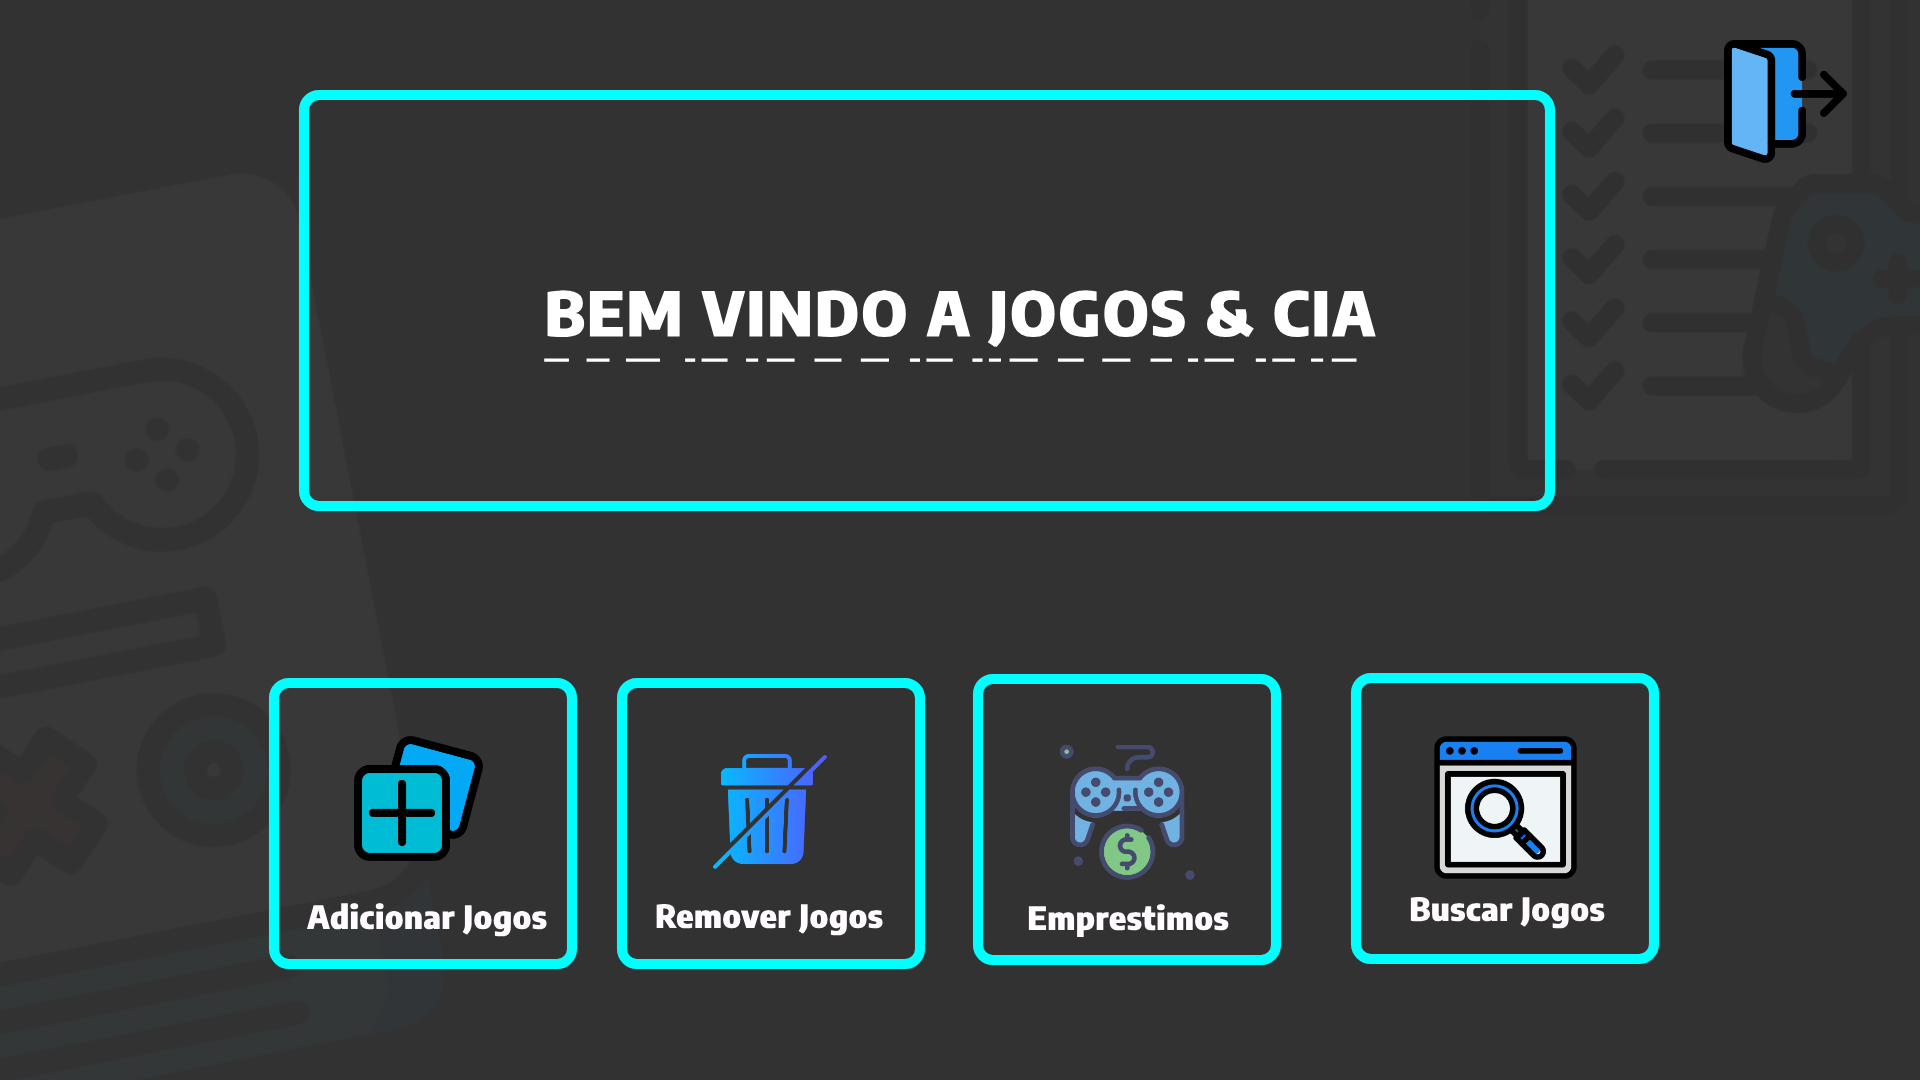 BEM VINDO A JOGOS & CIA
Adicionar Jogos
Remover Jogos
$
Emprestimos
Buscar Jogos